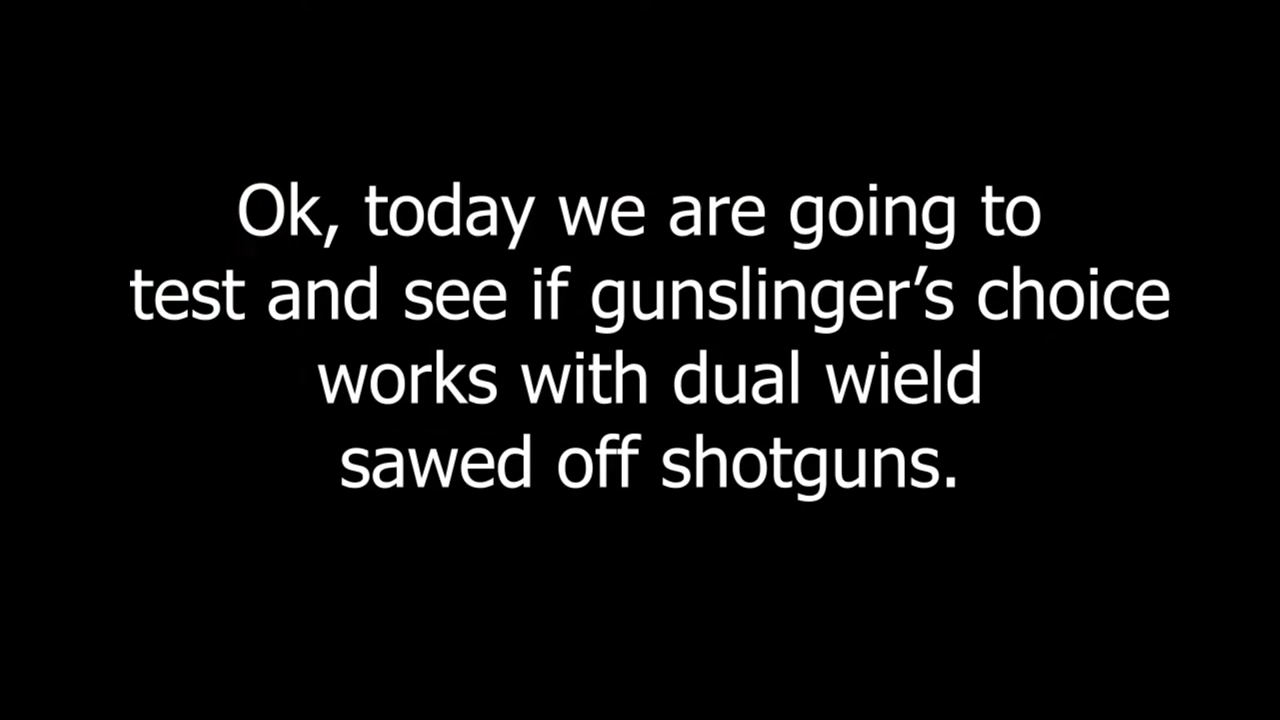 Ok, today we are going to
test and see if gunslinger’s choice
works with dual wield
sawed off shotguns.